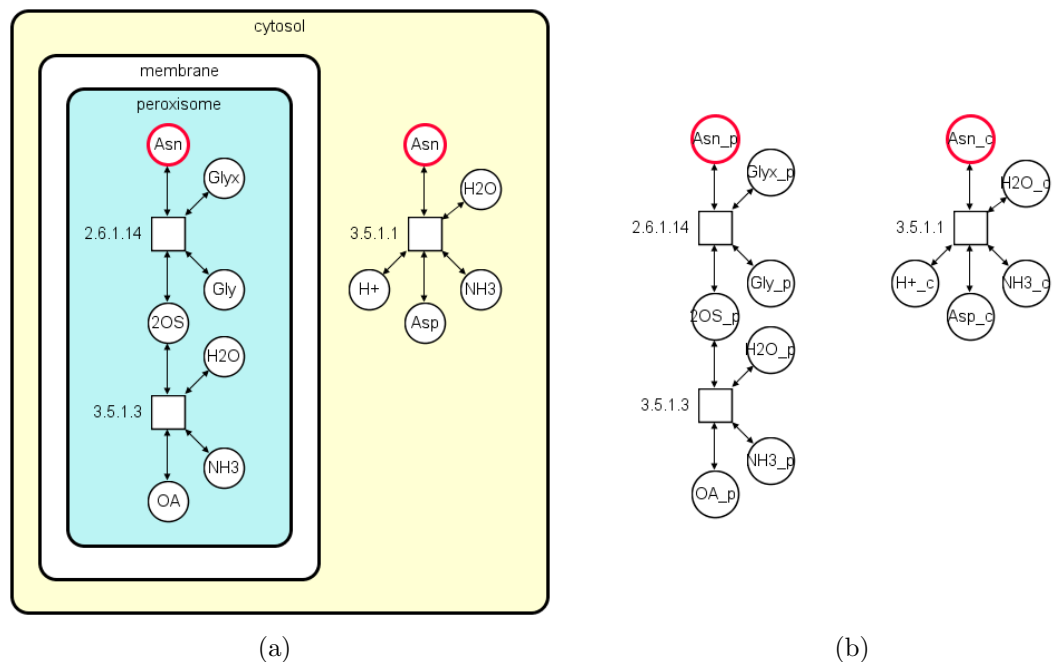 cytosol
membrane
peroxisome
Asn
Glyx
2.6.1.14
Gly
2OS
H2O
3.5.1.3
NH3
OA
Asn
H2O
3.5.1.1
H+
NH3
Asp
(a)
Asn_p
Glyx_p
2.6.1.14
Gly_p
2OS_p
H2O_p
3.5.1.3
NH3_p
OA_p
Asn_c
H2O_c
3.5.1.1
H+_c
NH3_c
Asp_c
(b)